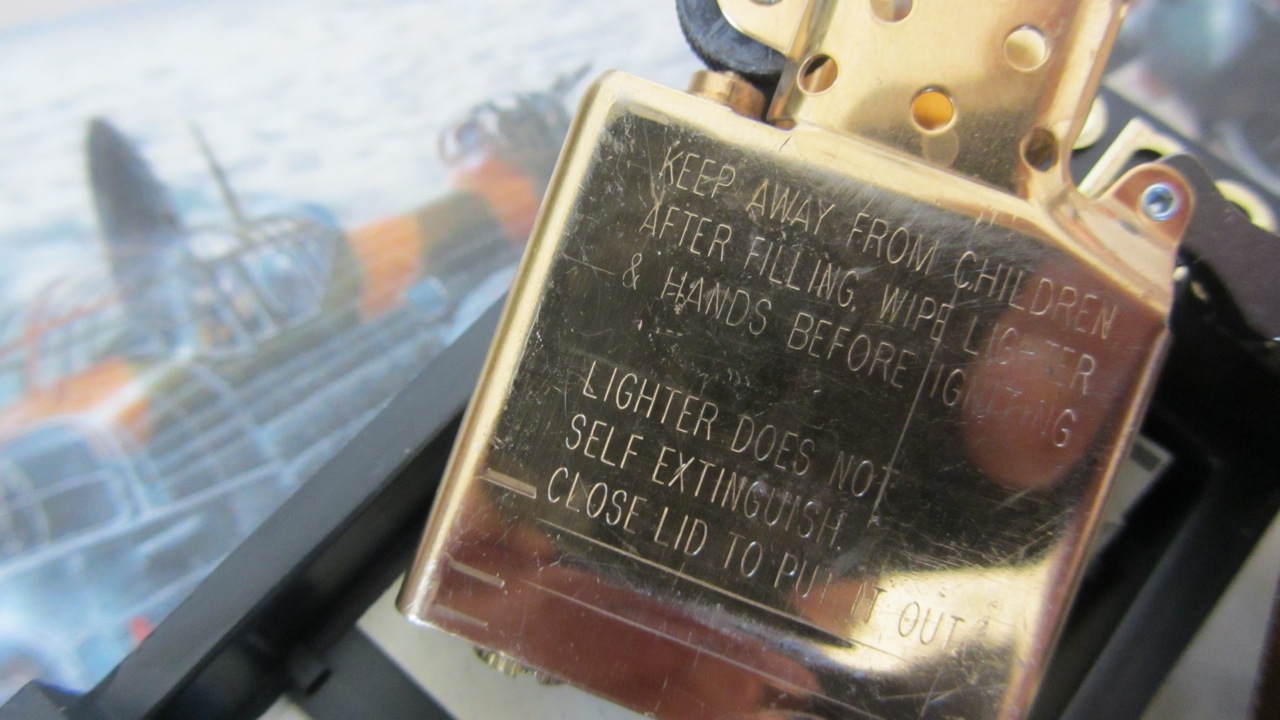 KEEP AWAY FROM CHILDREN
AFTER FILLING, WIPE LIGHTER
& HANDS BEFORE IGNITING
LIGHTER DOES NOT
SELF EXTINGUISH.
CLOSE LID TO PUT IT OUT.